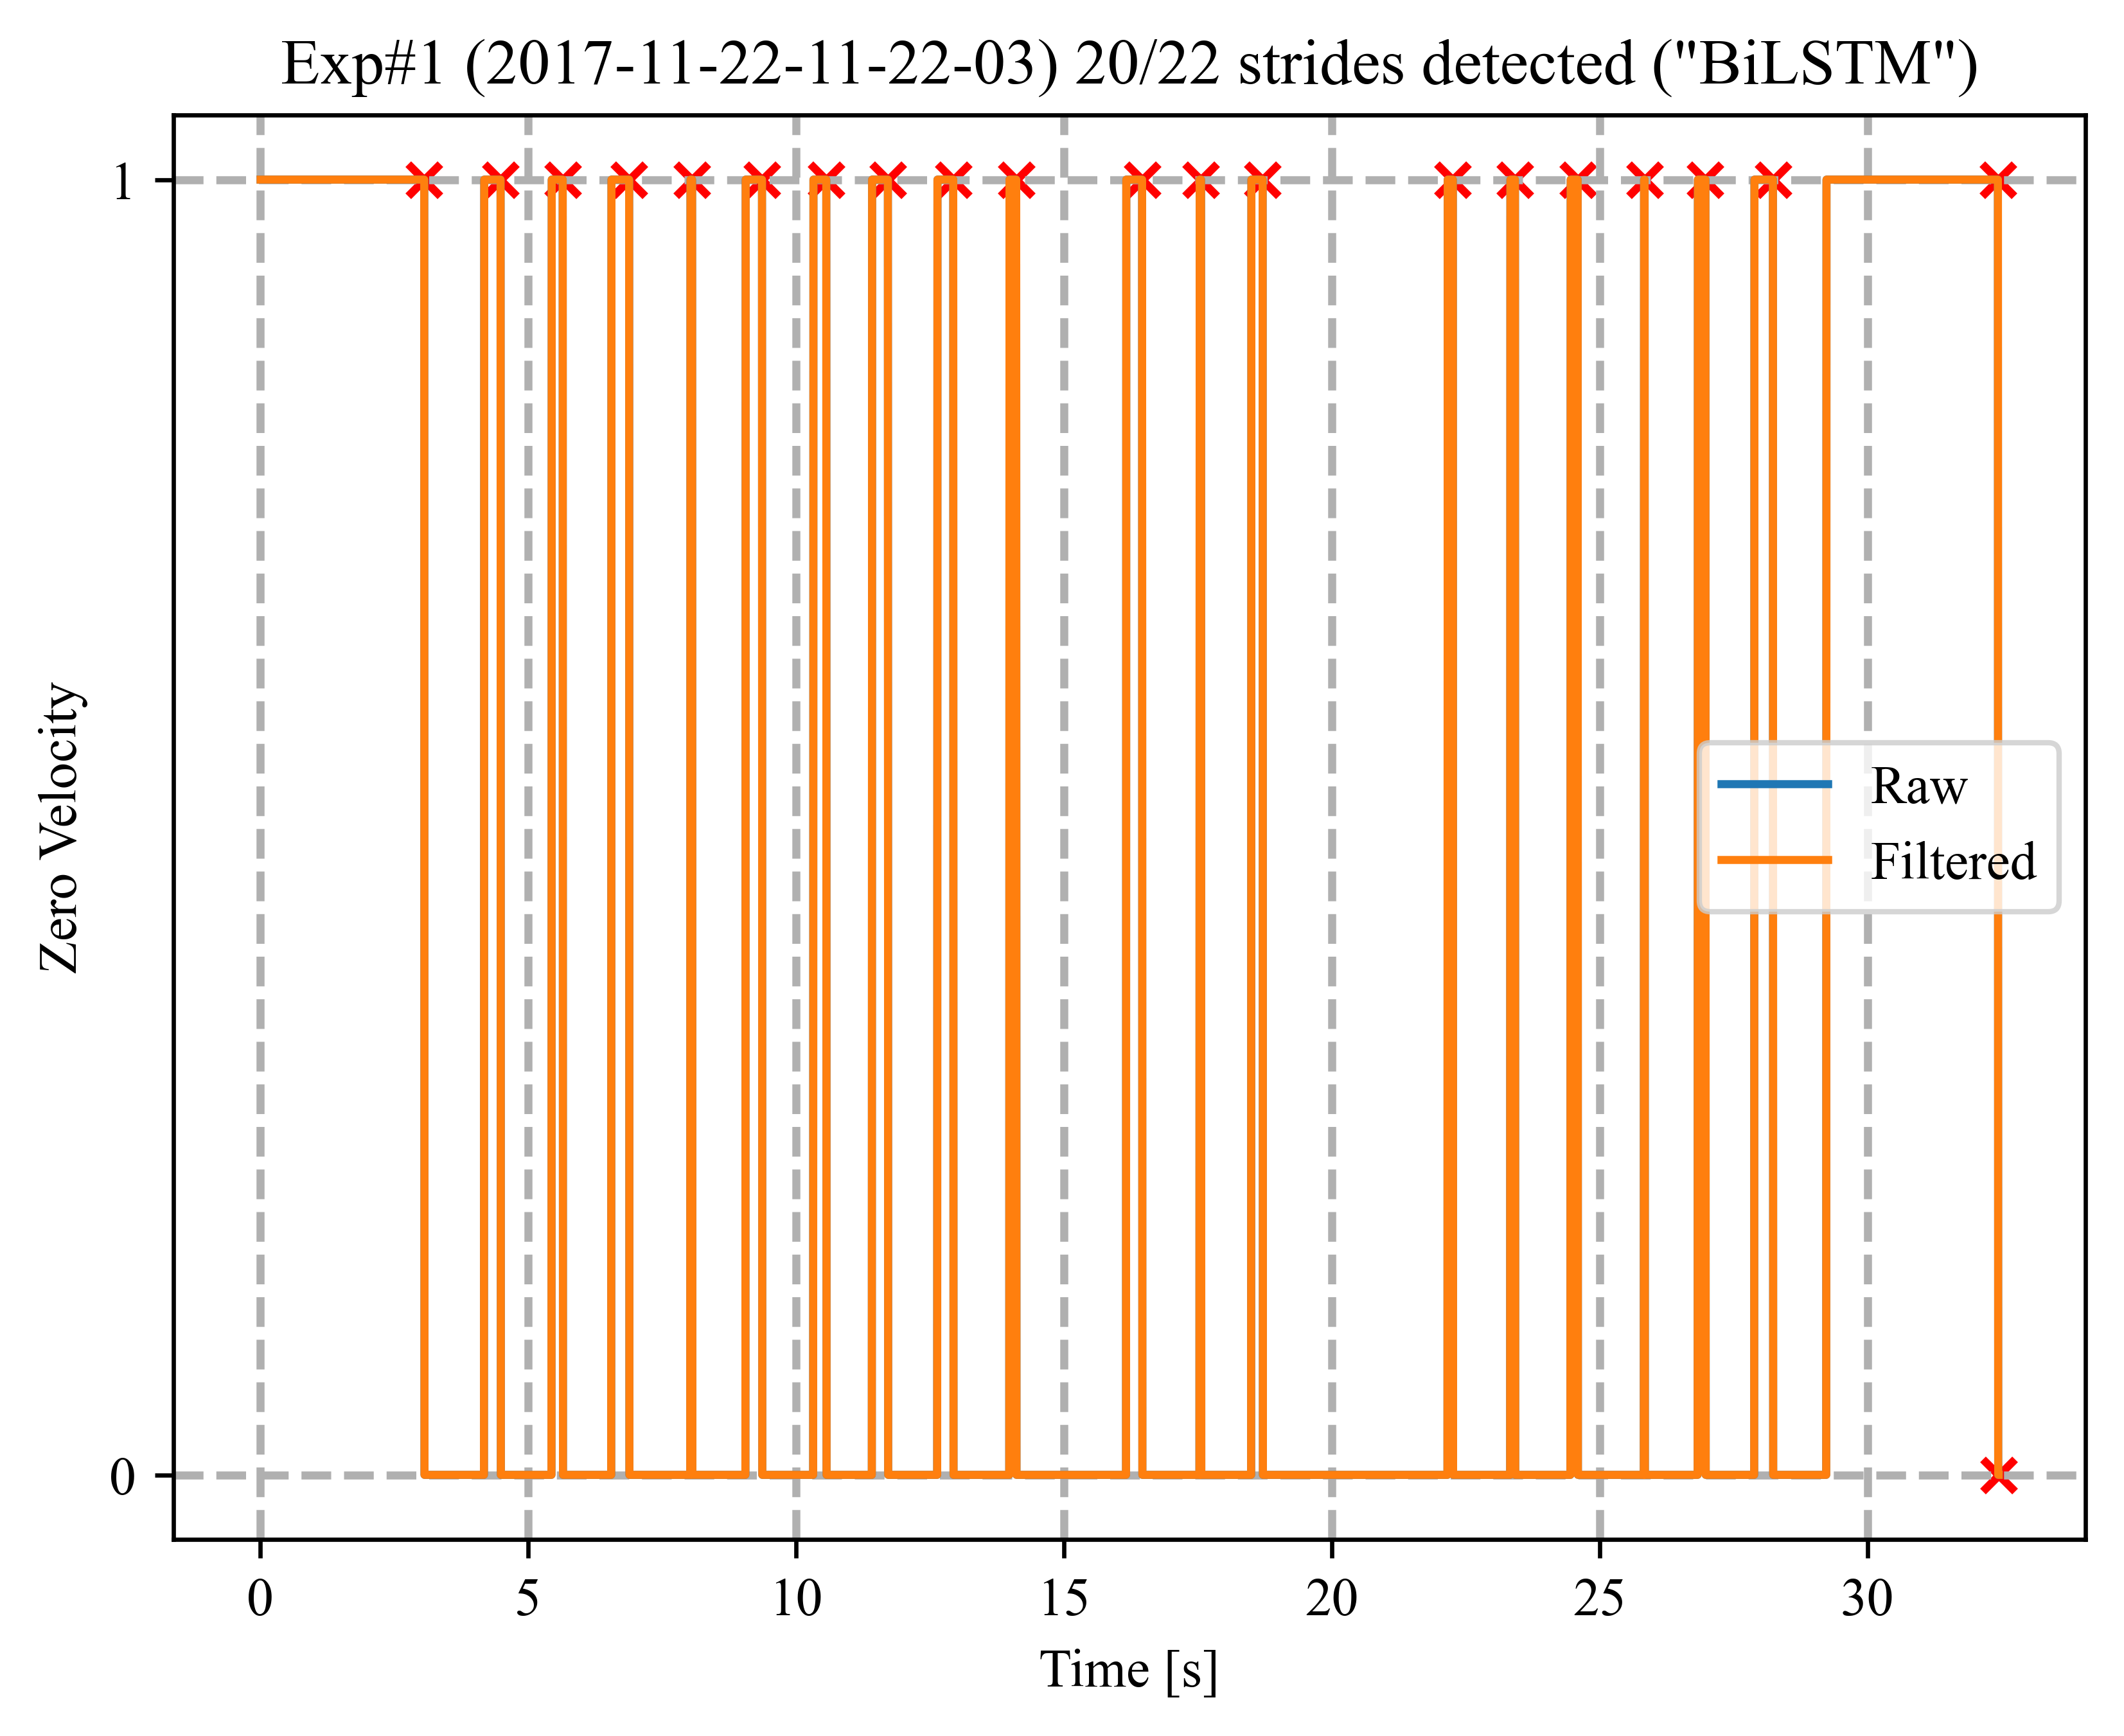 Exp#1 (2017-11-22-11-22-03) 20/22 strides detected ("BiLSTM")
1
0
Zero Velocity
Raw
Filtered
0 5 10 15 20 25 30
Time [s]